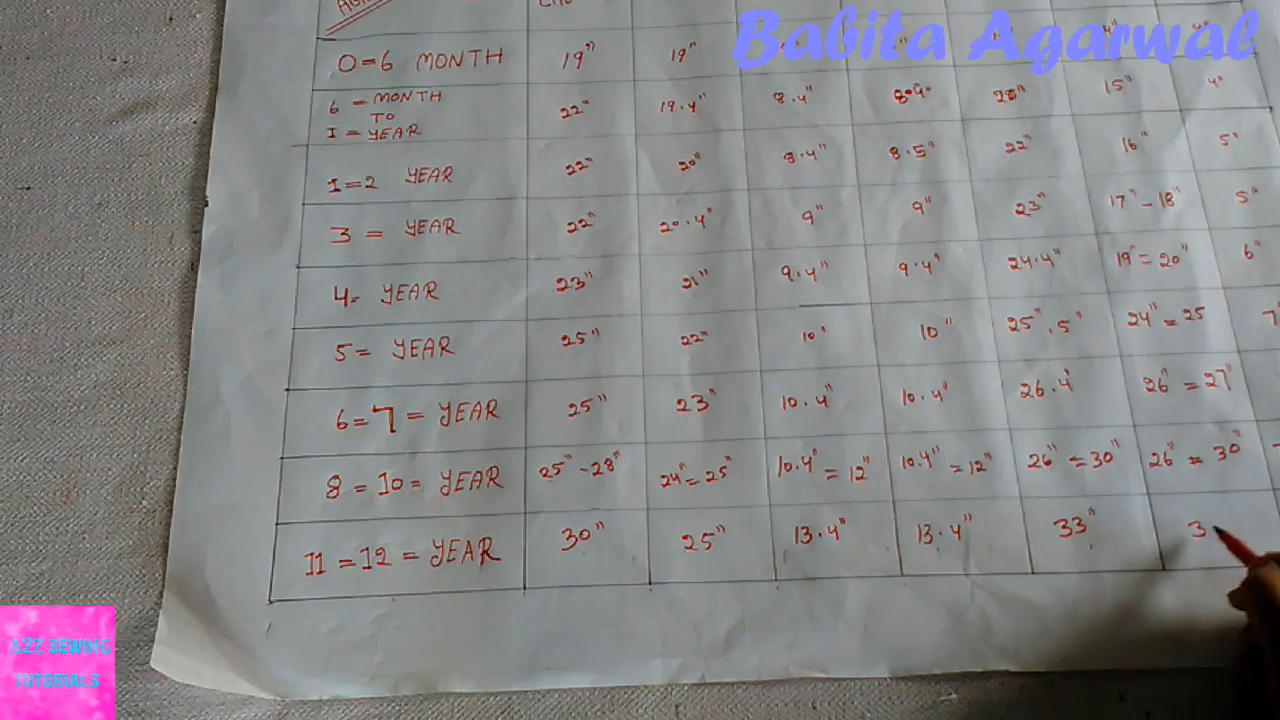 Babita Agarwal
0=6 MONTH 19" 19"
6 - MONTH TO 1 = YEAR 22" 19.4" 8.4" 20" 15" 4"
1=2 YEAR 22" 20" 8.4" 8.5" 22" 16" 5"
3 = YEAR 22" 20.4" 9" 9" 23" 17" - 18" 5"
4- YEAR 23" 21" 9.4" 9.4" 24.4" 19" = 20" 6"
5= YEAR 25" 22" 10" 10" 25".5" 24" = 25 7
6=7 = YEAR 25" 23" 10.4" 10.4" 26.4" 26" = 27"
8 = 10 = YEAR 25" - 28" 24" = 25" 10.4" = 12" 10.4" = 12" 26" = 30" 26" = 30"
11 = 12 = YEAR 30" 25" 13.4" 13.4" 33" 3
A2Z SEWING
TUTORIALS